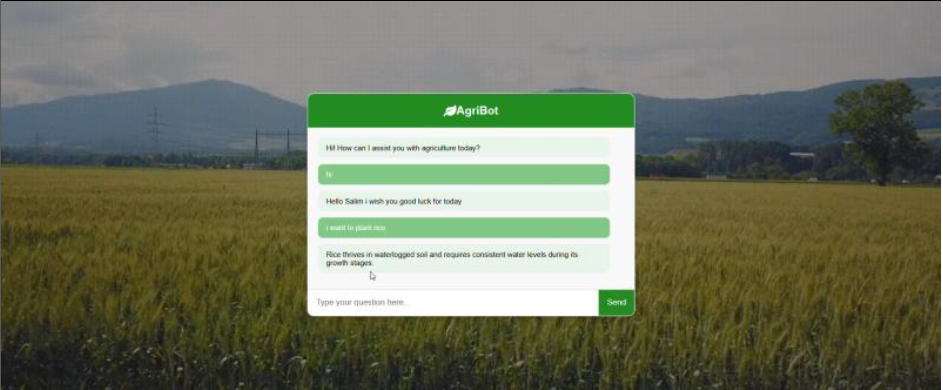 AgriBot
Hi! How can I assist you with agriculture today?
hi
Hello Salim i wish you good luck for today
i want to plant rice
Rice thrives in waterlogged soil and requires consistent water levels during its
growth stages.
Type your question here...
Send